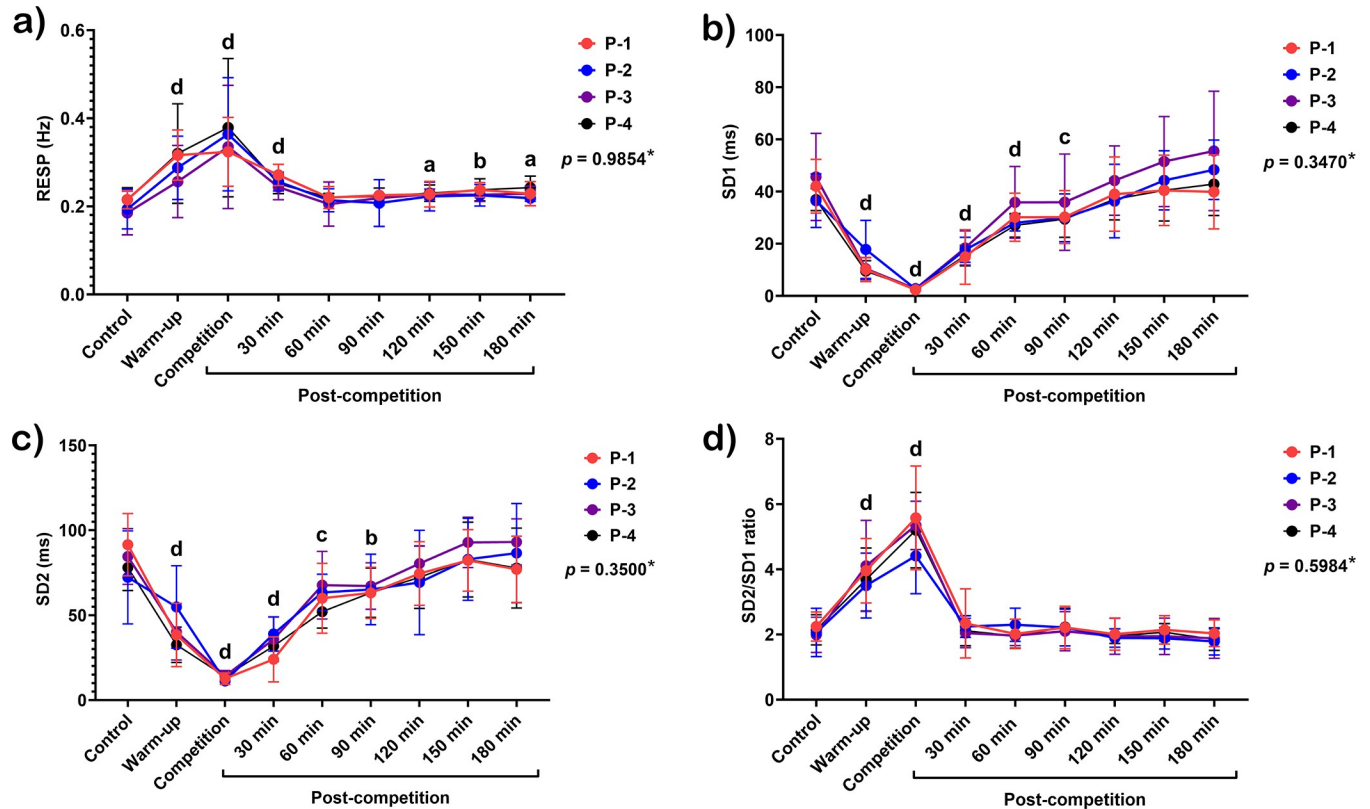 a)
RESP (Hz)
0.6
0.4
0.2
0.0
d
d
d
a
b
a
P-1
P-2
P-3
P-4
p = 0.9854*
Control
Warm-up
Competition
30 min
60 min
90 min
120 min
150 min
180 min
Post-competition
b)
SD1 (ms)
100
80
60
40
20
0
d
d
d
d
c
P-1
P-2
P-3
P-4
p = 0.3470*
Control
Warm-up
Competition
30 min
60 min
90 min
120 min
150 min
180 min
Post-competition
c)
SD2 (ms)
150
100
50
0
d
d
d
c
b
P-1
P-2
P-3
P-4
p = 0.3500*
Control
Warm-up
Competition
30 min
60 min
90 min
120 min
150 min
180 min
Post-competition
d)
SD2/SD1 ratio
8
6
4
2
0
d
d
P-1
P-2
P-3
P-4
p = 0.5984*
Control
Warm-up
Competition
30 min
60 min
90 min
120 min
150 min
180 min
Post-competition